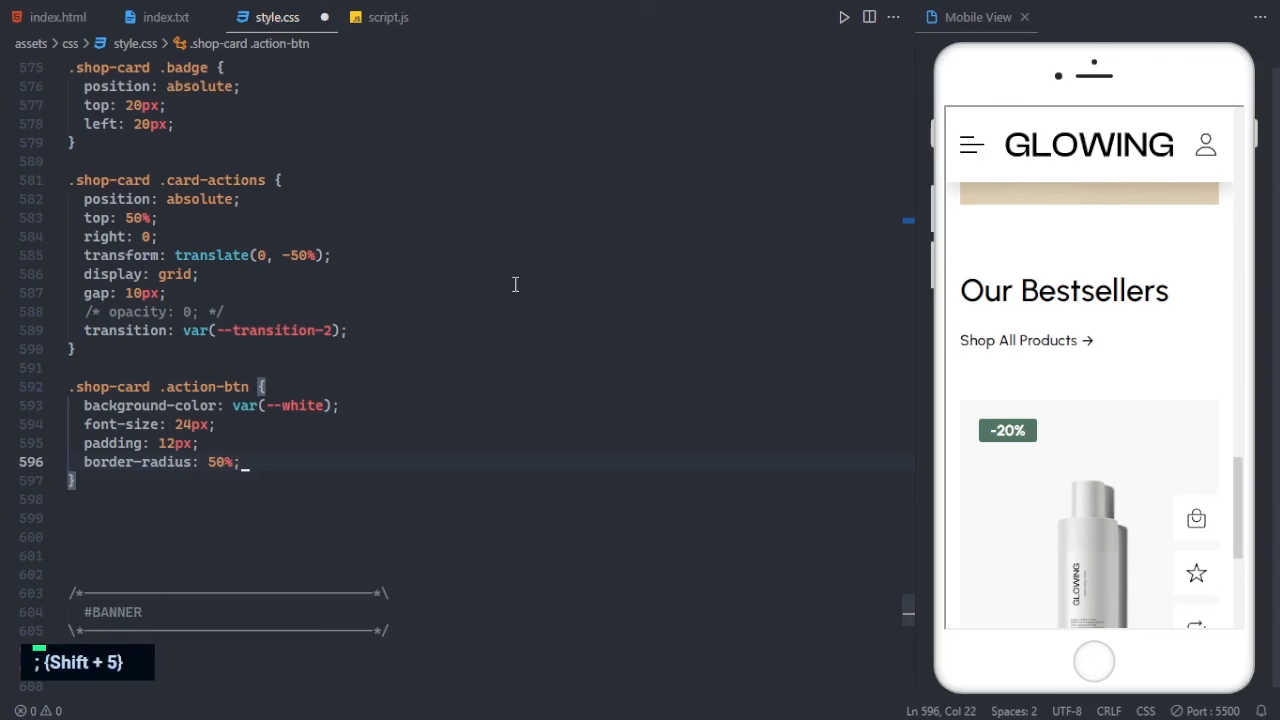 index.html
index.txt
style.css
script.js
Mobile View
assets
css
style.css
.shop-card .action-btn
575 .shop-card .badge {
576 position: absolute;
577 top: 20px;
578 left: 20px;
579 }
580
581 .shop-card .card-actions {
582 position: absolute;
583 top: 50%;
584 right: 0;
585 transform: translate(0, -50%);
586 display: grid;
587 gap: 10px;
588 /* opacity: 0; */
589 transition: var(--transition-2);
590 }
591
592 .shop-card .action-btn {
593 background-color: var(--white);
594 font-size: 24px;
595 padding: 12px;
596 border-radius: 50%;
597 }
598
599
600
601
602
603 /*-----------------------------------*\
604 #BANNER
605 \*-----------------------------------*/
608
; {Shift + 5}
GLOWING
Our Bestsellers
Shop All Products →
-20%
GLOWING
0 0
Ln 596, Col 22
Spaces: 2
UTF-8
CRLF
CSS
Port : 5500